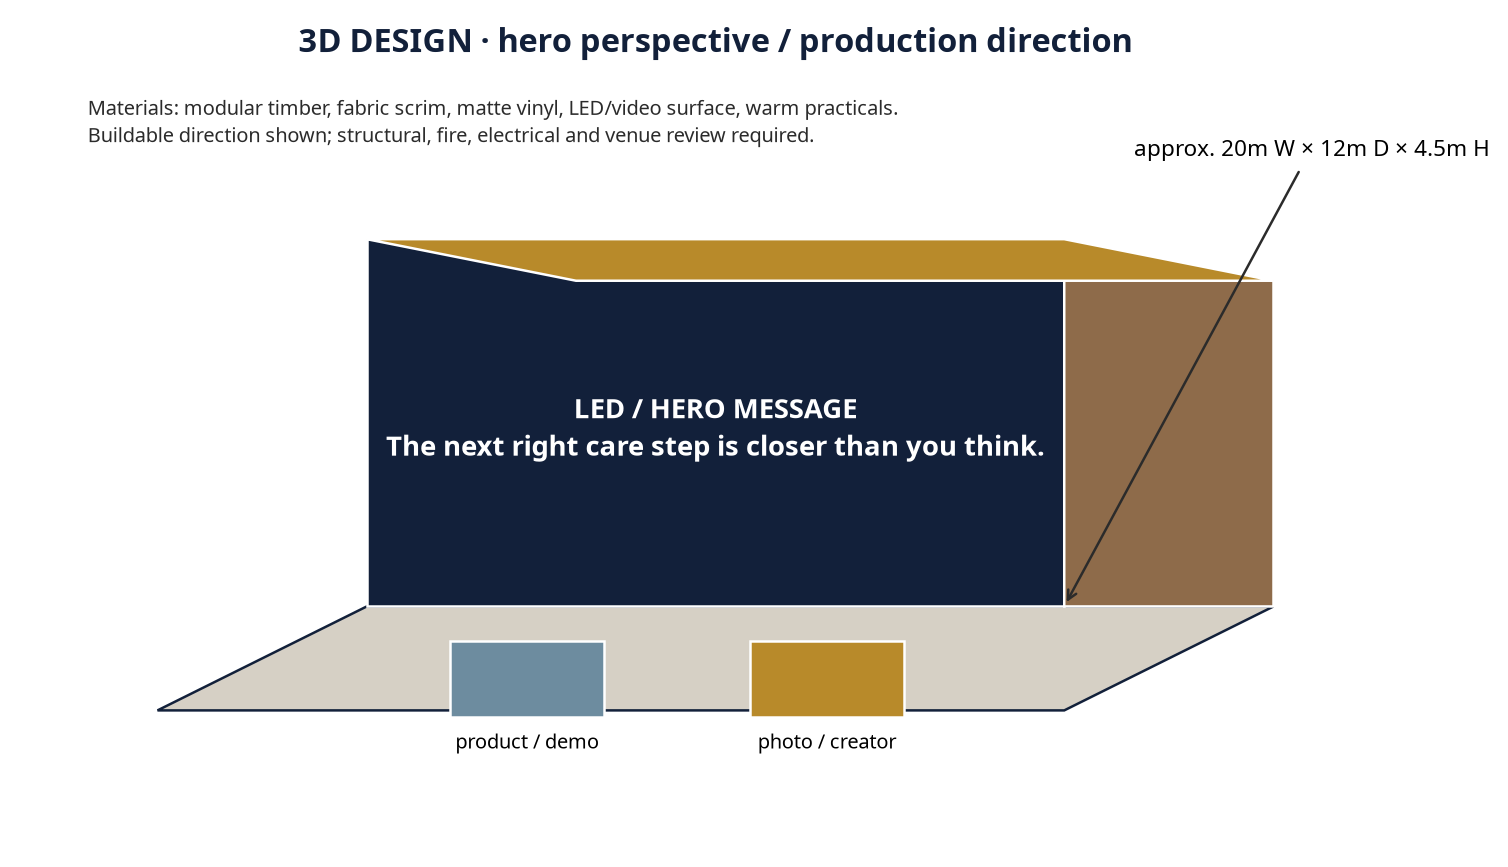 3D DESIGN · hero perspective / production direction
Materials: modular timber, fabric scrim, matte vinyl, LED/video surface, warm practicals.
Buildable direction shown; structural, fire, electrical and venue review required.
approx. 20m W × 12m D × 4.5m H
LED / HERO MESSAGE
The next right care step is closer than you think.
product / demo
photo / creator